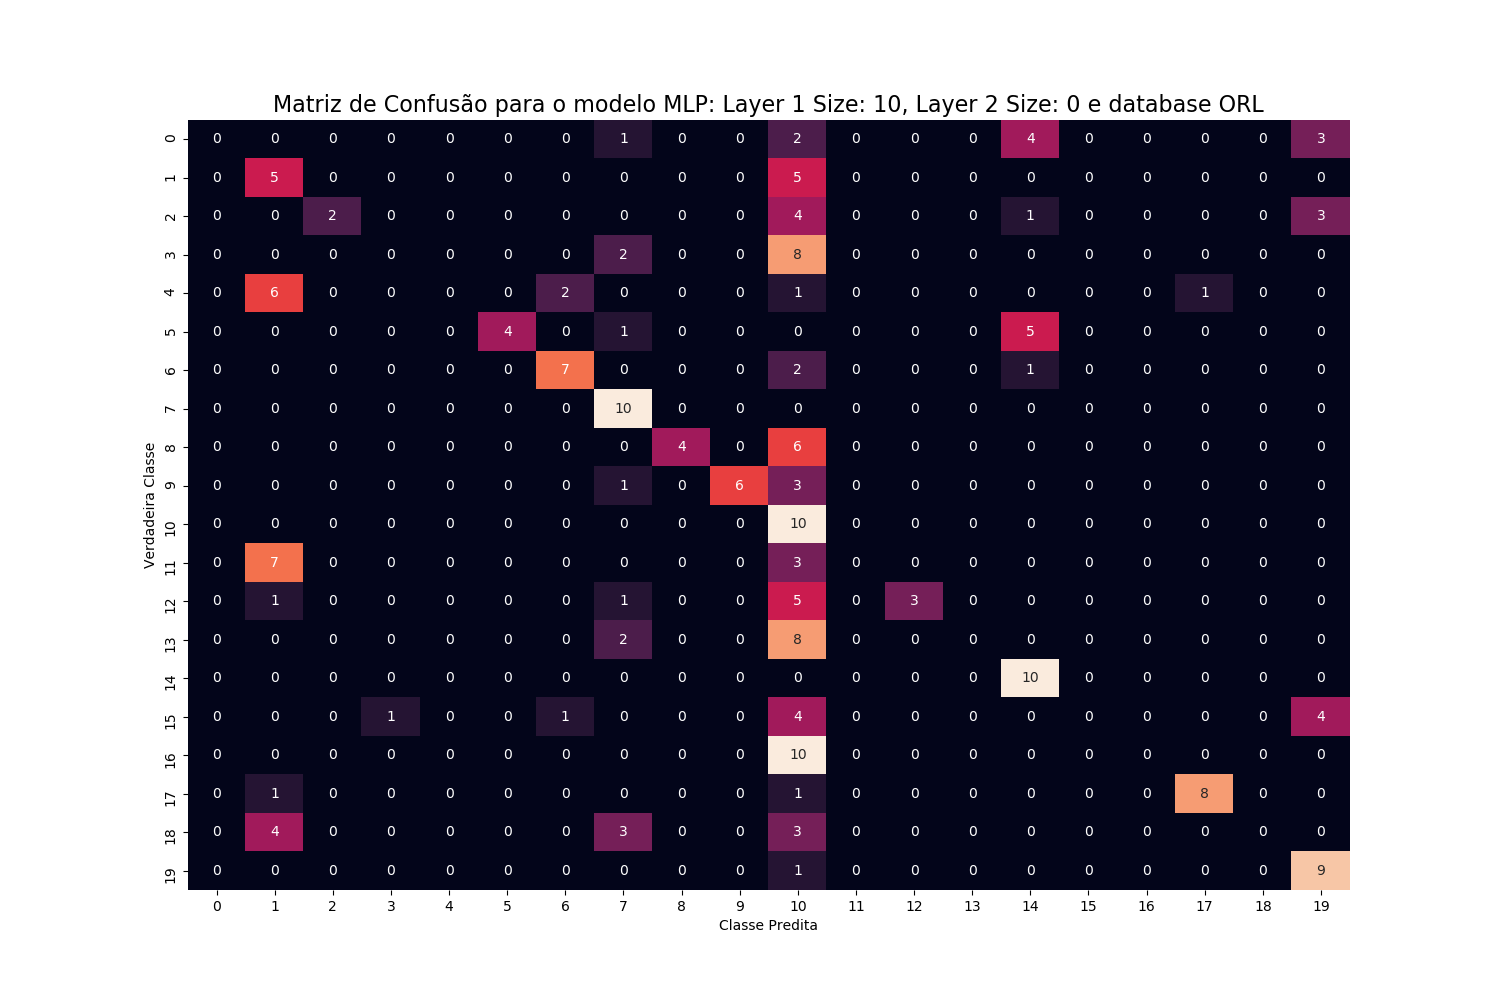 Matriz de Confusão para o modelo MLP: Layer 1 Size: 10, Layer 2 Size: 0 e database ORL
Verdadeira Classe
0 0 0 0 0 0 0 0 1 0 0 2 0 0 0 4 0 0 0 0 3
1 0 5 0 0 0 0 0 0 0 0 5 0 0 0 0 0 0 0 0 0
2 0 0 2 0 0 0 0 0 0 0 4 0 0 0 1 0 0 0 0 3
3 0 0 0 0 0 0 0 2 0 0 8 0 0 0 0 0 0 0 0 0
4 0 6 0 0 0 0 2 0 0 0 1 0 0 0 0 0 0 1 0 0
5 0 0 0 0 0 4 0 1 0 0 0 0 0 0 5 0 0 0 0 0
6 0 0 0 0 0 0 7 0 0 0 2 0 0 0 1 0 0 0 0 0
7 0 0 0 0 0 0 0 10 0 0 0 0 0 0 0 0 0 0 0 0
8 0 0 0 0 0 0 0 0 4 0 6 0 0 0 0 0 0 0 0 0
9 0 0 0 0 0 0 0 1 0 6 3 0 0 0 0 0 0 0 0 0
10 0 0 0 0 0 0 0 0 0 0 10 0 0 0 0 0 0 0 0 0
11 0 7 0 0 0 0 0 0 0 0 3 0 0 0 0 0 0 0 0 0
12 0 1 0 0 0 0 0 1 0 0 5 0 3 0 0 0 0 0 0 0
13 0 0 0 0 0 0 0 2 0 0 8 0 0 0 0 0 0 0 0 0
14 0 0 0 0 0 0 0 0 0 0 0 0 0 0 10 0 0 0 0 0
15 0 0 0 1 0 0 1 0 0 0 4 0 0 0 0 0 0 0 0 4
16 0 0 0 0 0 0 0 0 0 0 10 0 0 0 0 0 0 0 0 0
17 0 1 0 0 0 0 0 0 0 0 1 0 0 0 0 0 0 8 0 0
18 0 4 0 0 0 0 0 3 0 0 3 0 0 0 0 0 0 0 0 0
19 0 0 0 0 0 0 0 0 0 0 1 0 0 0 0 0 0 0 0 9
0 1 2 3 4 5 6 7 8 9 10 11 12 13 14 15 16 17 18 19
Classe Predita